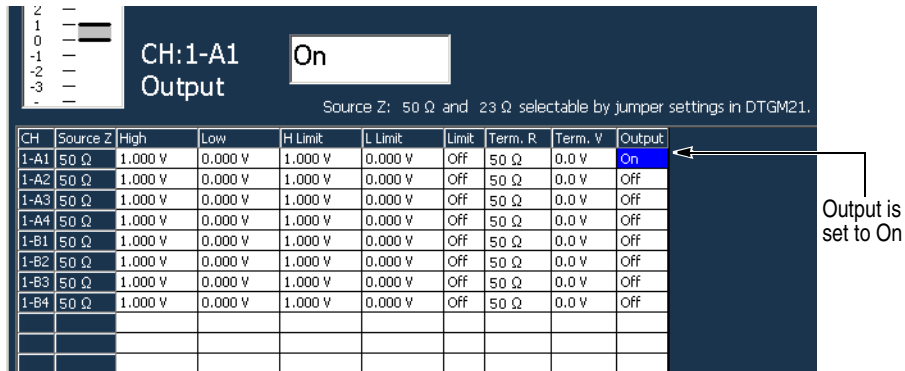 2
1
0
-1
-2
-3
-
CH:1-A1 On
Output
Source Z: 50 Ω and 23 Ω selectable by jumper settings in DTGM21.
CH Source Z High Low H Limit L Limit Limit Term. R Term. V Output
1-A1 50 Ω 1.000 V 0.000 V 1.000 V 0.000 V Off 50 Ω 0.0 V On
1-A2 50 Ω 1.000 V 0.000 V 1.000 V 0.000 V Off 50 Ω 0.0 V Off
1-A3 50 Ω 1.000 V 0.000 V 1.000 V 0.000 V Off 50 Ω 0.0 V Off
1-A4 50 Ω 1.000 V 0.000 V 1.000 V 0.000 V Off 50 Ω 0.0 V Off
1-B1 50 Ω 1.000 V 0.000 V 1.000 V 0.000 V Off 50 Ω 0.0 V Off
1-B2 50 Ω 1.000 V 0.000 V 1.000 V 0.000 V Off 50 Ω 0.0 V Off
1-B3 50 Ω 1.000 V 0.000 V 1.000 V 0.000 V Off 50 Ω 0.0 V Off
1-B4 50 Ω 1.000 V 0.000 V 1.000 V 0.000 V Off 50 Ω 0.0 V Off
Output is
set to On